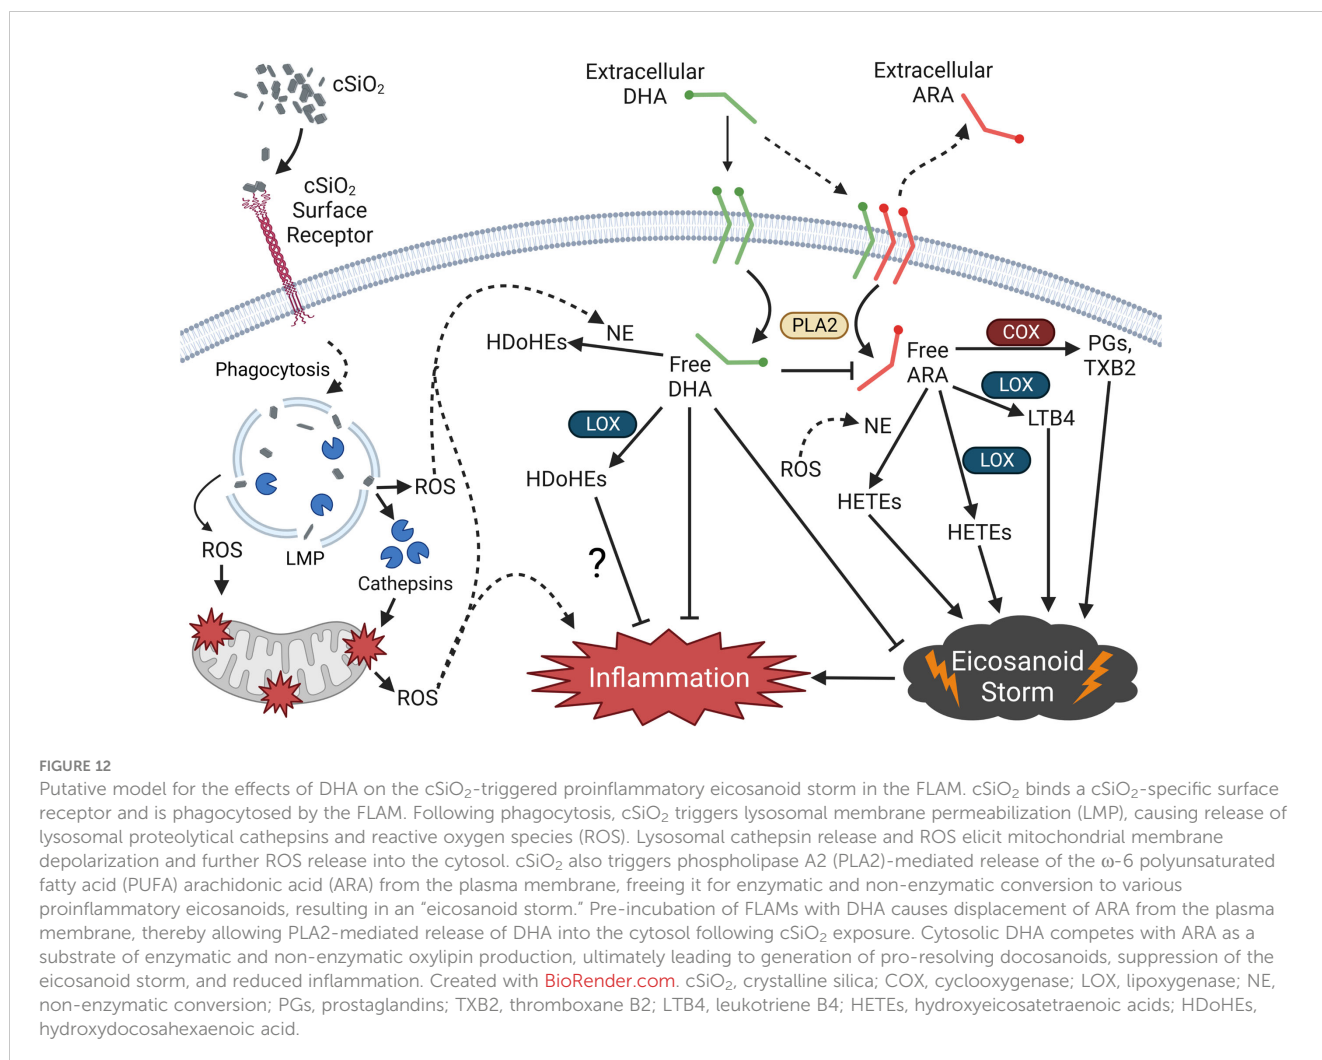 cSiO2
cSiO2
Surface
Receptor
Extracellular
DHA
Extracellular
ARA
Phagocytosis
HDoHEs
NE
PLA2
Free
DHA
Free
ARA
COX
PGs,
TXB2
LOX
LTB4
LOX
HDoHEs
NE
ROS
LOX
HETEs
HETEs
ROS
ROS
LMP
Cathepsins
?
ROS
Inflammation
Eicosanoid
Storm
FIGURE 12
Putative model for the effects of DHA on the cSiO2-triggered proinflammatory eicosanoid storm in the FLAM. cSiO2 binds a cSiO2-specific surface
receptor and is phagocytosed by the FLAM. Following phagocytosis, cSiO2 triggers lysosomal membrane permeabilization (LMP), causing release of
lysosomal proteolytical cathepsins and reactive oxygen species (ROS). Lysosomal cathepsin release and ROS elicit mitochondrial membrane
depolarization and further ROS release into the cytosol. cSiO2 also triggers phospholipase A2 (PLA2)-mediated release of the ω-6 polyunsaturated
fatty acid (PUFA) arachidonic acid (ARA) from the plasma membrane, freeing it for enzymatic and non-enzymatic conversion to various
proinflammatory eicosanoids, resulting in an “eicosanoid storm.” Pre-incubation of FLAMs with DHA causes displacement of ARA from the plasma
membrane, thereby allowing PLA2-mediated release of DHA into the cytosol following cSiO2 exposure. Cytosolic DHA competes with ARA as a
substrate of enzymatic and non-enzymatic oxylipin production, ultimately leading to generation of pro-resolving docosanoids, suppression of the
eicosanoid storm, and reduced inflammation. Created with BioRender.com. cSiO2, crystalline silica; COX, cyclooxygenase; LOX, lipoxygenase; NE,
non-enzymatic conversion; PGs, prostaglandins; TXB2, thromboxane B2; LTB4, leukotriene B4; HETEs, hydroxyeicosatetraenoic acids; HDoHEs,
hydroxydocosahexaenoic acid.